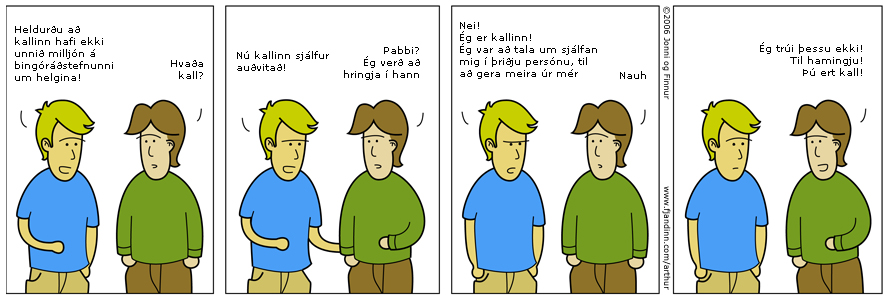 Heldurðu að
kallinn hafi ekki
unnið milljón á
bingóráðstefnunni
um helgina!
Hvaða
kall?
Nú kallinn sjálfur
auðvitað!
Pabbi?
Ég verð að
hringja í hann
Nei!
Ég er kallinn!
Ég var að tala um sjálfan
mig í þriðju persónu, til
að gera meira úr mér
Nauh
©2006 Jonni og Finnur
www.fjandinn.com/arthur
Ég trúi þessu ekki!
Til hamingju!
Þú ert kall!